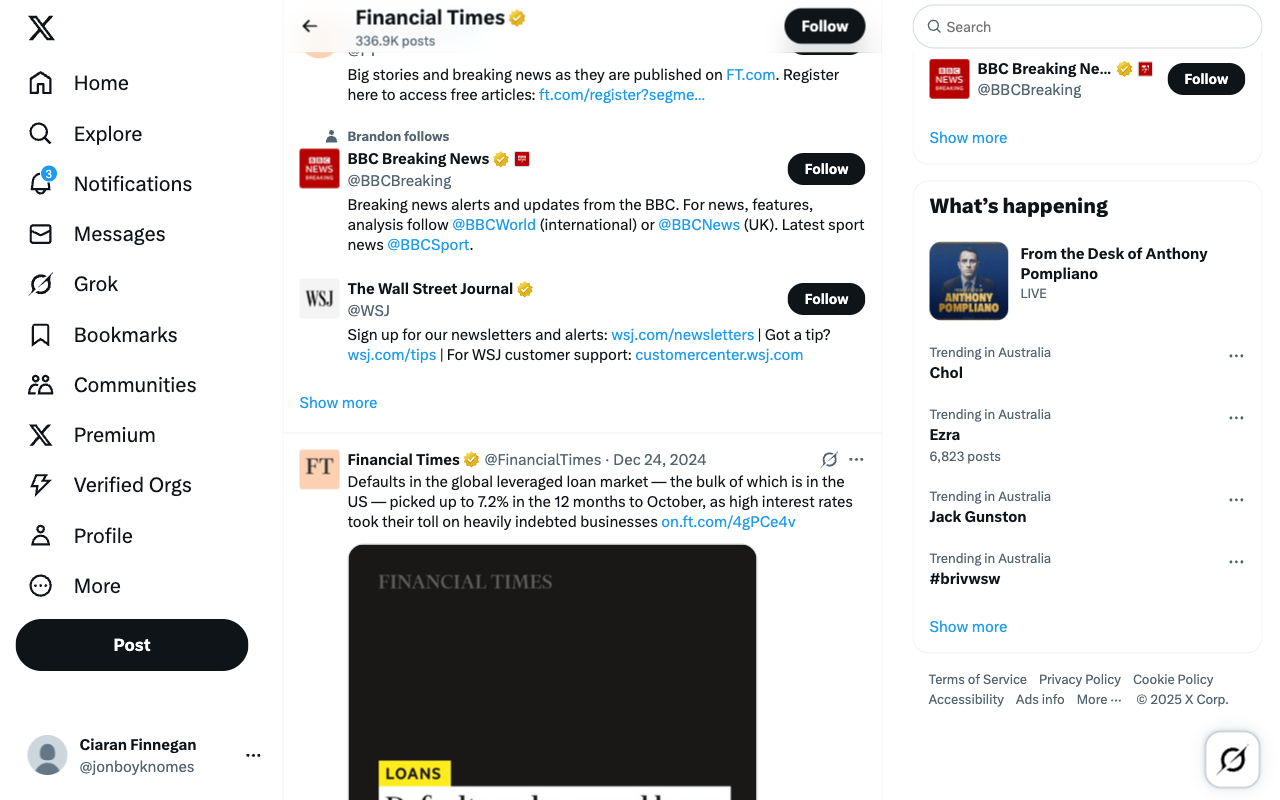 Home
Explore
3
Notifications
Messages
Grok
Bookmarks
Communities
Premium
Verified Orgs
Profile
More
Post
Ciaran Finnegan
@jonboyknomes
Financial Times
336.9K posts
Follow
Big stories and breaking news as they are published on FT.com. Register
here to access free articles: ft.com/register?segme…
Brandon follows
BBC
NEWS
BREAKING
BBC Breaking News
@BBCBreaking
Follow
Breaking news alerts and updates from the BBC. For news, features,
analysis follow @BBCWorld (international) or @BBCNews (UK). Latest sport
news @BBCSport.
WSJ
The Wall Street Journal
@WSJ
Follow
Sign up for our newsletters and alerts: wsj.com/newsletters | Got a tip?
wsj.com/tips | For WSJ customer support: customercenter.wsj.com
Show more
FT
Financial Times @FinancialTimes · Dec 24, 2024
Defaults in the global leveraged loan market — the bulk of which is in the
US — picked up to 7.2% in the 12 months to October, as high interest rates
took their toll on heavily indebted businesses on.ft.com/4gPCe4v
FINANCIAL TIMES
LOANS
Search
BBC
NEWS
BREAKING
BBC Breaking Ne...
@BBCBreaking
Follow
Show more
What’s happening
ANTHONY
POMPLIANO
From the Desk of Anthony
Pompliano
LIVE
Trending in Australia
Chol
Trending in Australia
Ezra
6,823 posts
Trending in Australia
Jack Gunston
Trending in Australia
#brivwsw
Show more
Terms of Service Privacy Policy Cookie Policy
Accessibility Ads info More ··· © 2025 X Corp.